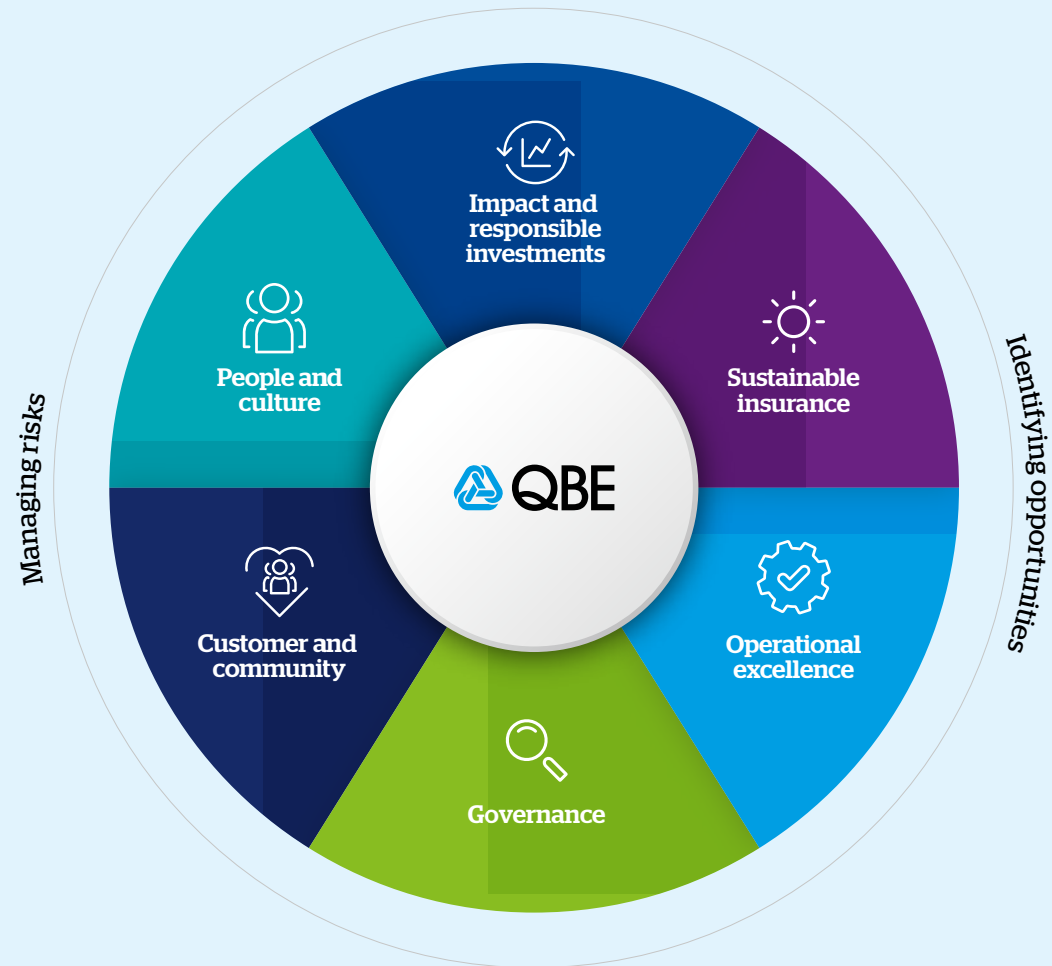 Impact and
responsible
investments
People and
culture
Sustainable
insurance
Managing risks
Identifying opportunities
QBE
Customer and
community
Operational
excellence
Governance